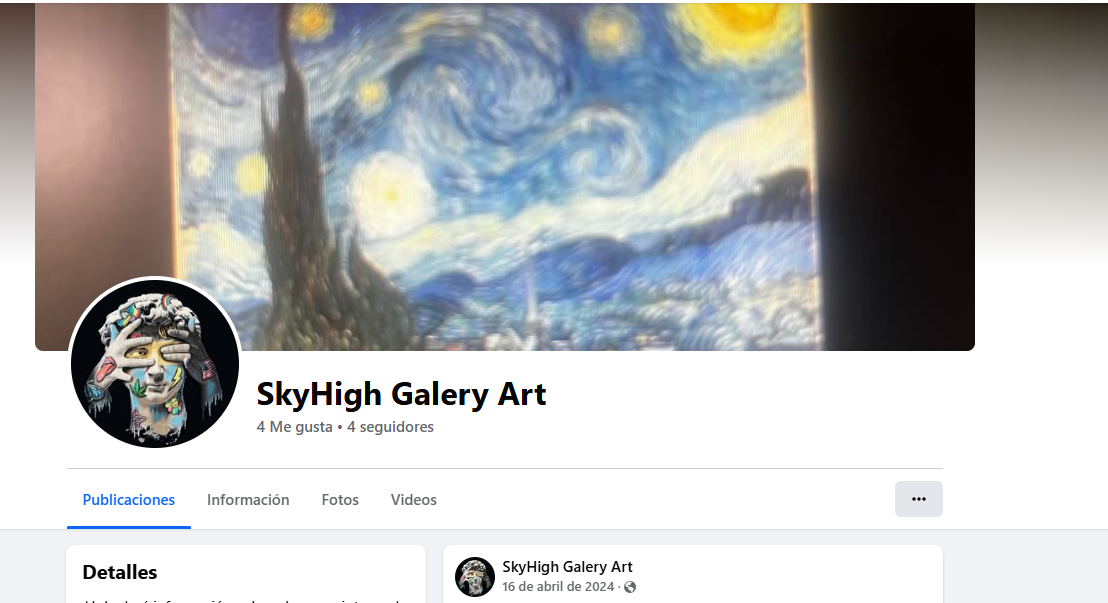 SkyHigh Galery Art
4 Me gusta • 4 seguidores
Publicaciones
Información
Fotos
Videos
Detalles
SkyHigh Galery Art
16 de abril de 2024 ·